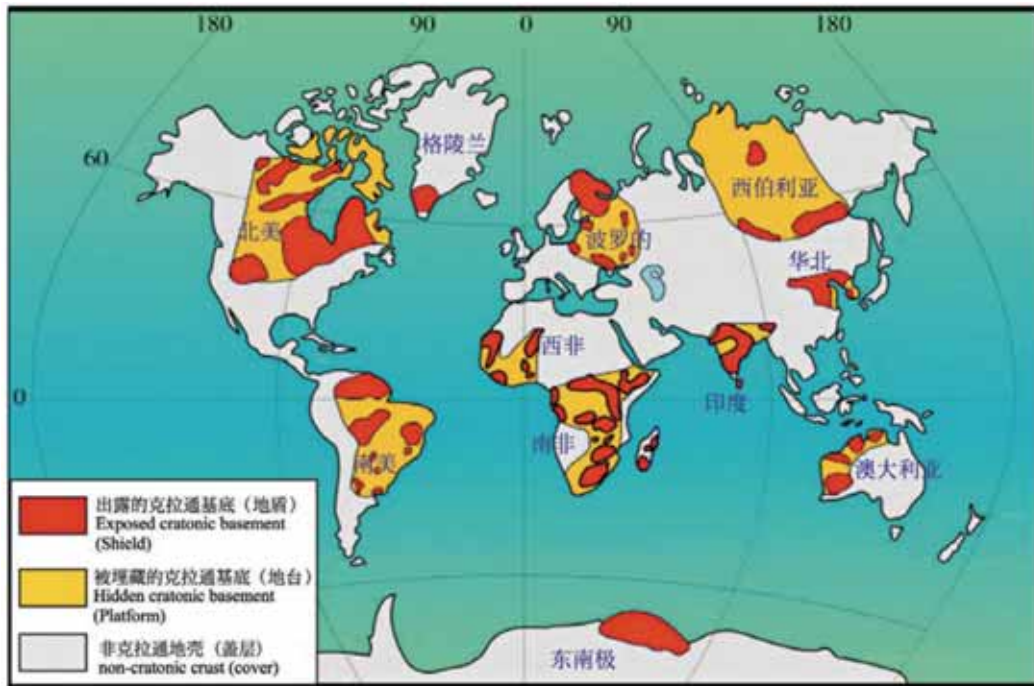 180
90
0
90
180
60
格陵兰
西伯利亚
北美
波罗的
华北
西非
0
印度
南非
南美
澳大利亚
出露的克拉通基底（地盾）
Exposed cratonic basement
(Shield)
被埋藏的克拉通基底（地台）
Hidden cratonic basement
(Platform)
非克拉通地壳（盖层）
non-cratonic crust (cover)
东南极